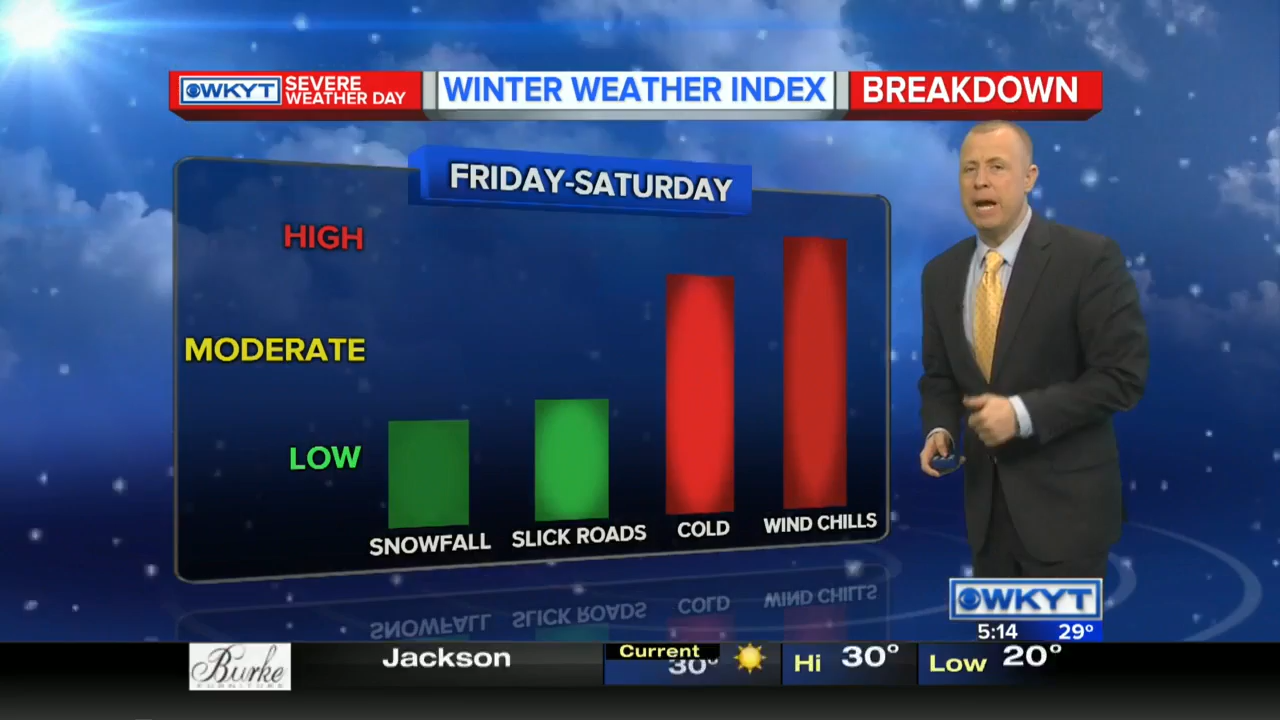 WKYT SEVERE WEATHER DAY WINTER WEATHER INDEX BREAKDOWN
FRIDAY-SATURDAY
HIGH
MODERATE
LOW
SNOWFALL SLICK ROADS COLD WIND CHILLS
SNOWFALL SLICK ROADS COLD WIND CHILLS
WKYT
5:14 29°
Burke
FURNITURE
Jackson
Current
30°
Hi 30°
Low 20°